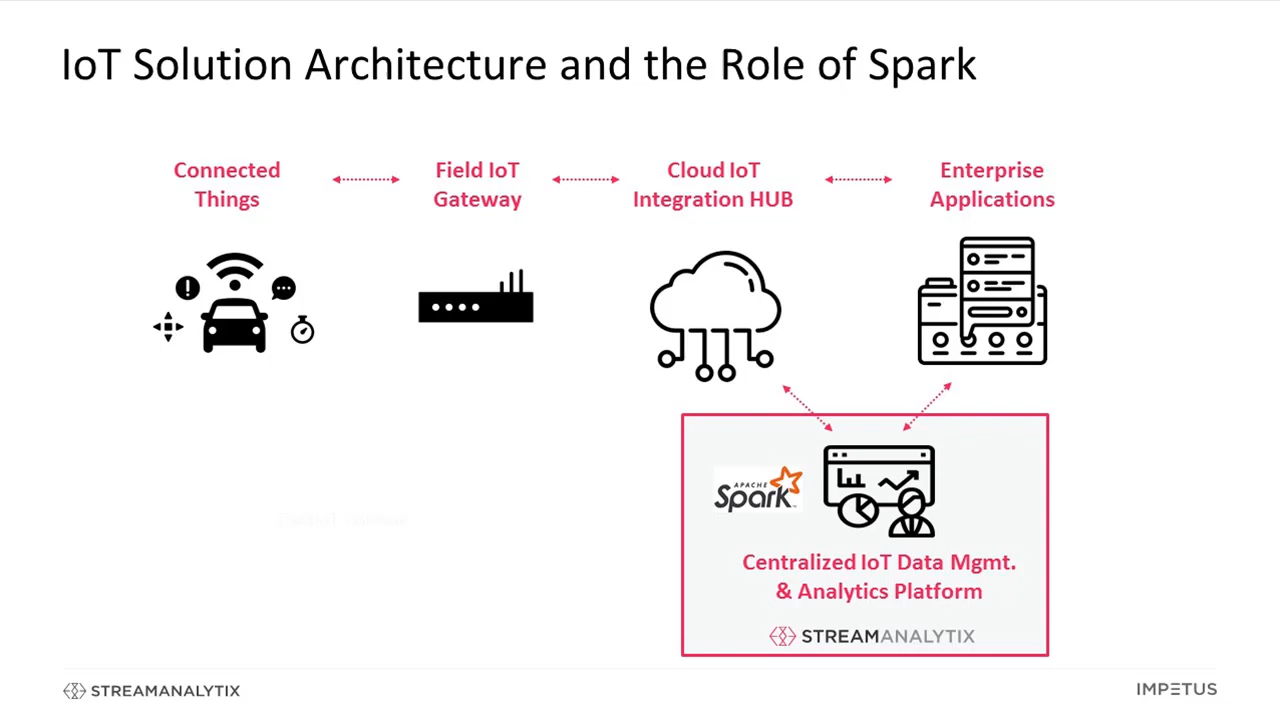 IoT Solution Architecture and the Role of Spark
Connected
Things
Field IoT
Gateway
Cloud IoT
Integration HUB
Enterprise
Applications
APACHE
Spark
Centralized IoT Data Mgmt.
& Analytics Platform
STREAMANALYTIX
STREAMANALYTIX
IMPETUS